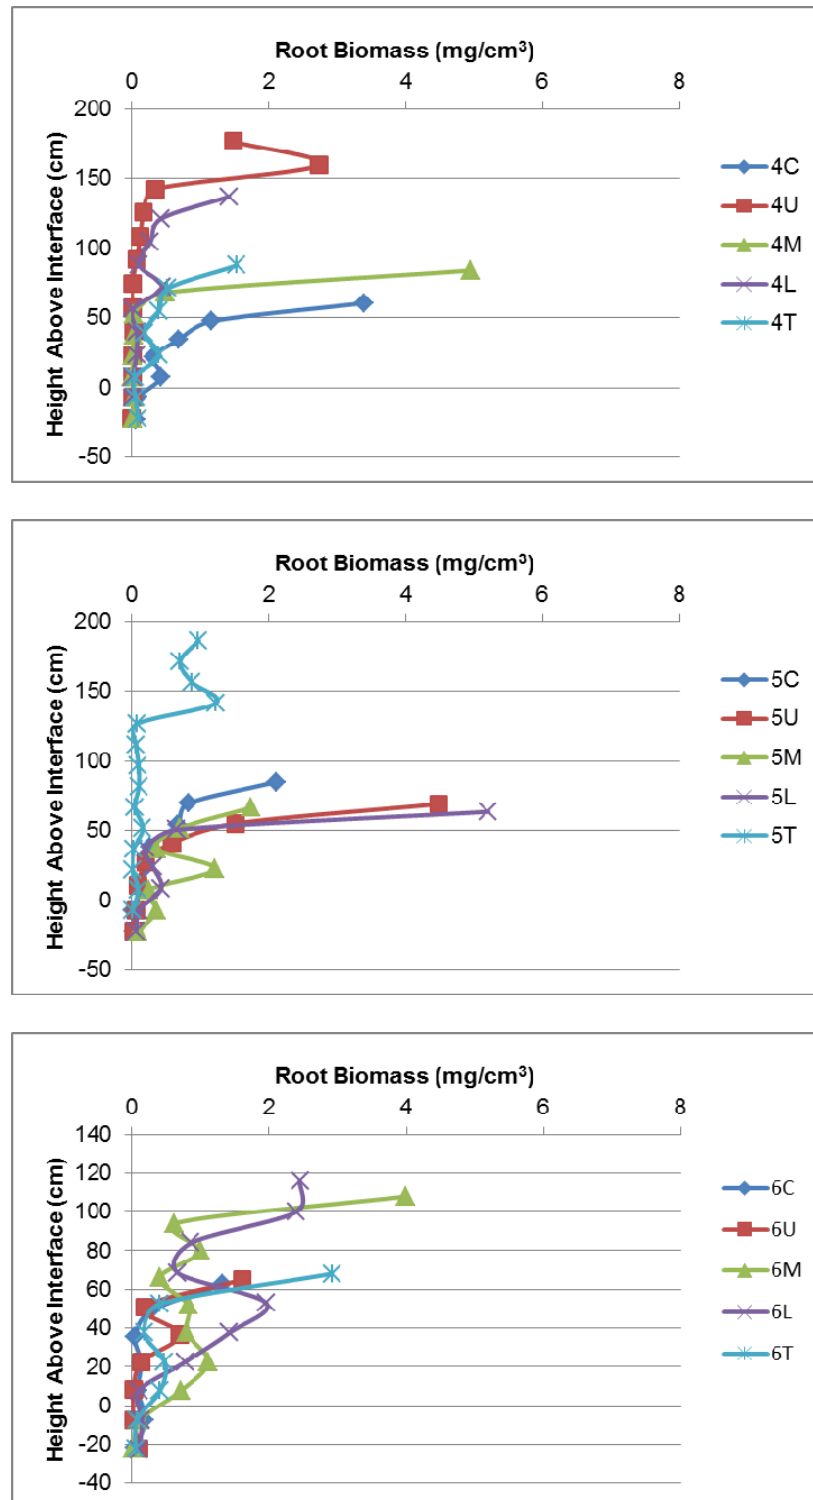 Root Biomass (mg/cm³)
0 2 4 6 8
200
150
100
50
0
-50
Height Above Interface (cm)
4C
4U
4M
4L
4T
Root Biomass (mg/cm³)
0 2 4 6 8
200
150
100
50
0
-50
Height Above Interface (cm)
5C
5U
5M
5L
5T
Root Biomass (mg/cm³)
0 2 4 6 8
140
120
100
80
60
40
20
0
-20
-40
Height Above Interface (cm)
6C
6U
6M
6L
6T